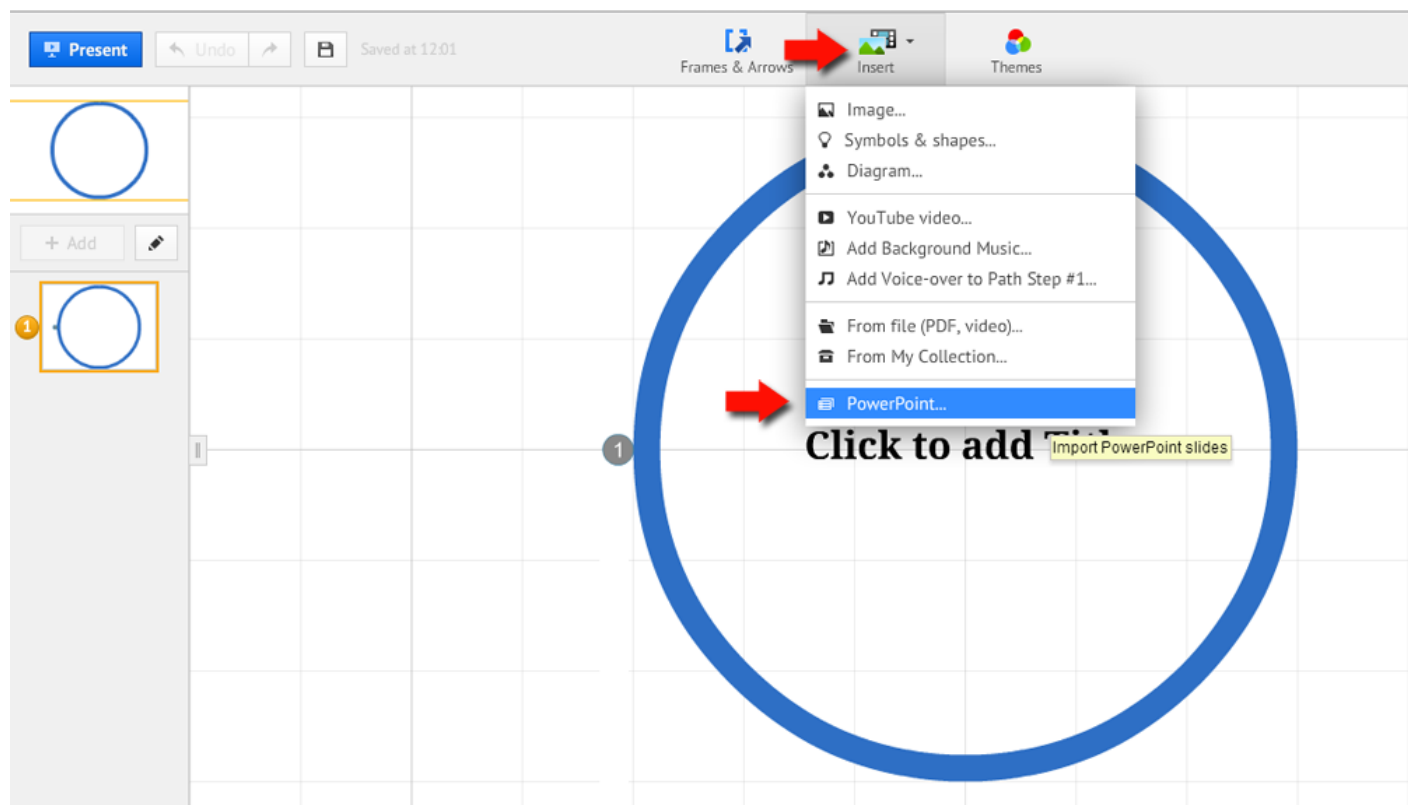 Present
Undo
Saved at 12:01
Frames & Arrows
Insert
Themes
Image...
Symbols & shapes...
Diagram...
YouTube video...
Add Background Music...
Add Voice-over to Path Step #1...
From file (PDF, video)...
From My Collection...
PowerPoint...
+ Add
1
1
Click to add
Import PowerPoint slides